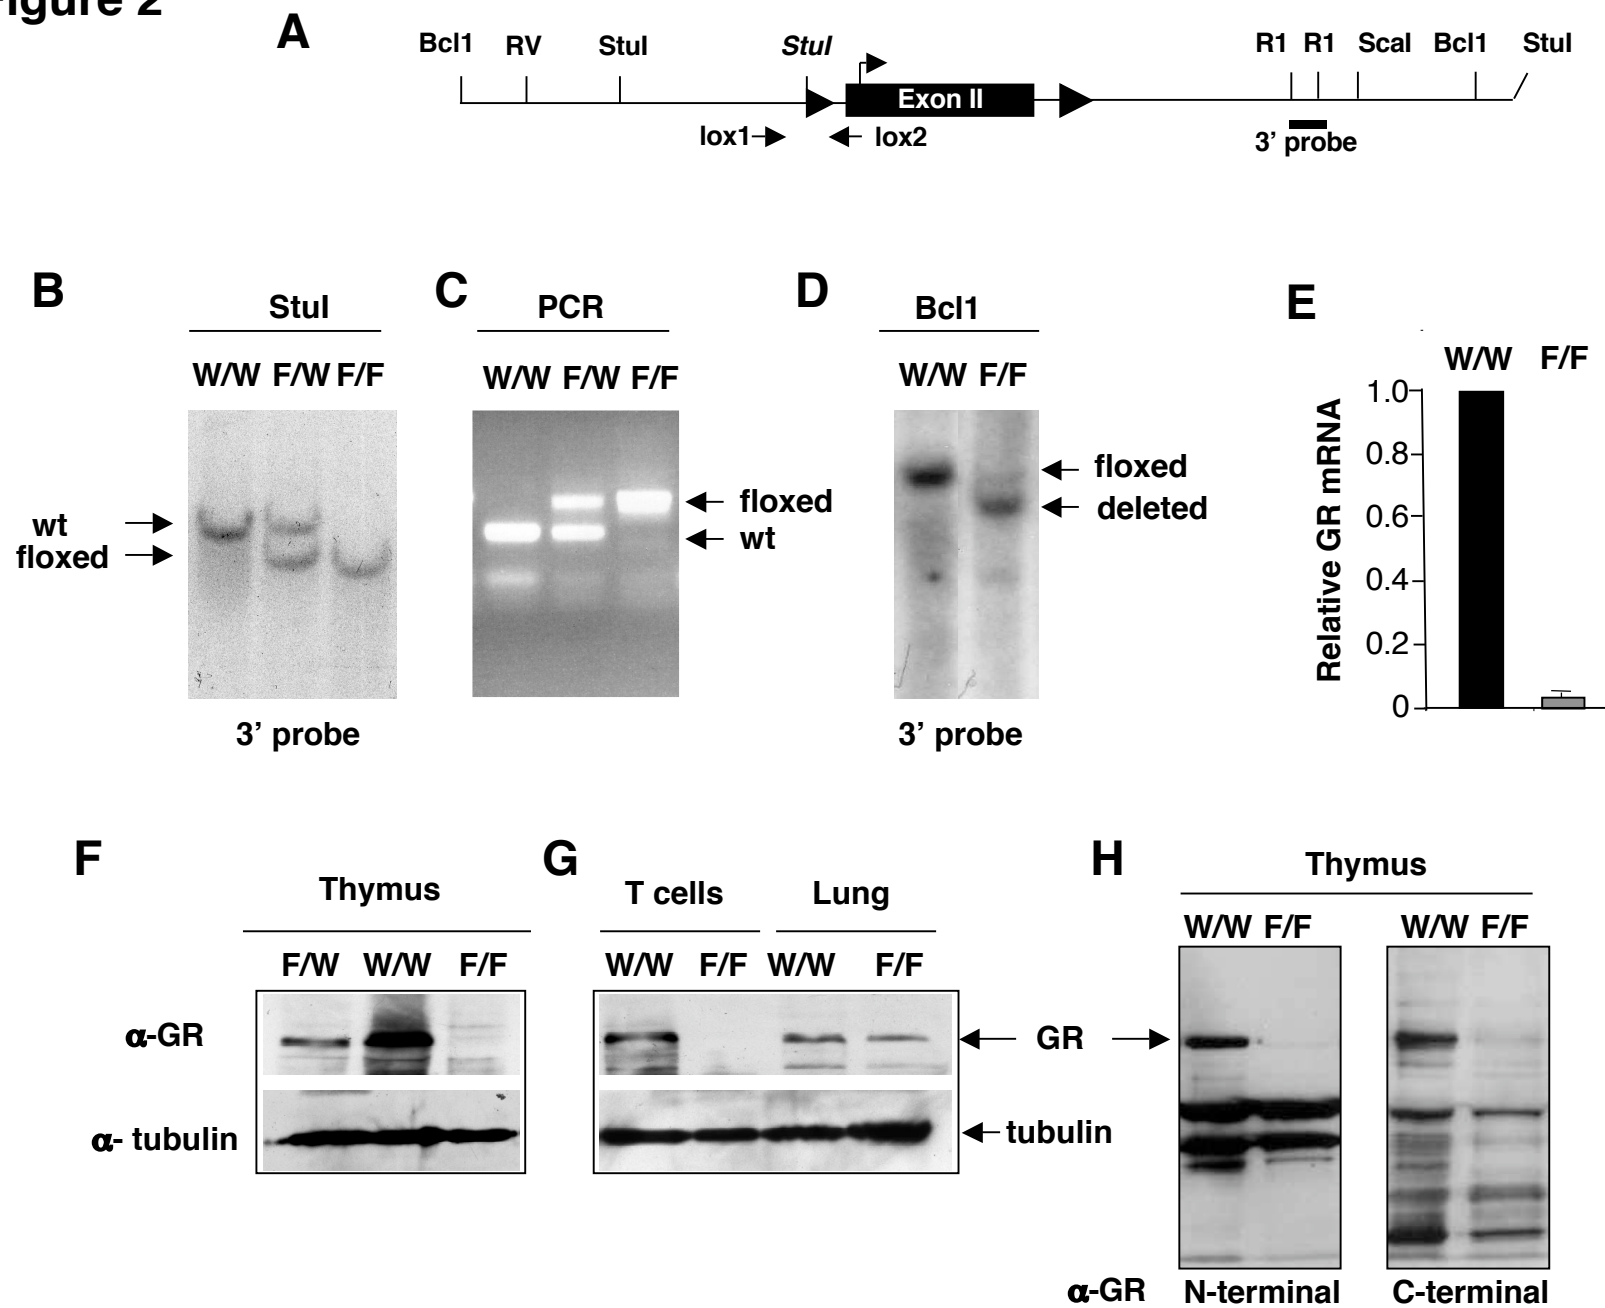 Figure 2
A
Bcl1 RV StuI StuI R1 R1 ScaI Bcl1 StuI
Exon II
lox1 lox2
3’ probe
B
StuI
W/W F/W F/F
wt
floxed
3’ probe
C
PCR
W/W F/W F/F
floxed
wt
D
Bcl1
W/W F/F
floxed
deleted
3’ probe
E
W/W F/F
Relative GR mRNA
1.0
0.8
0.6
0.4
0.2
0
F
Thymus
F/W W/W F/F
α-GR
α- tubulin
G
T cells Lung
W/W F/F W/W F/F
GR
tubulin
H
Thymus
W/W F/F W/W F/F
α-GR N-terminal C-terminal